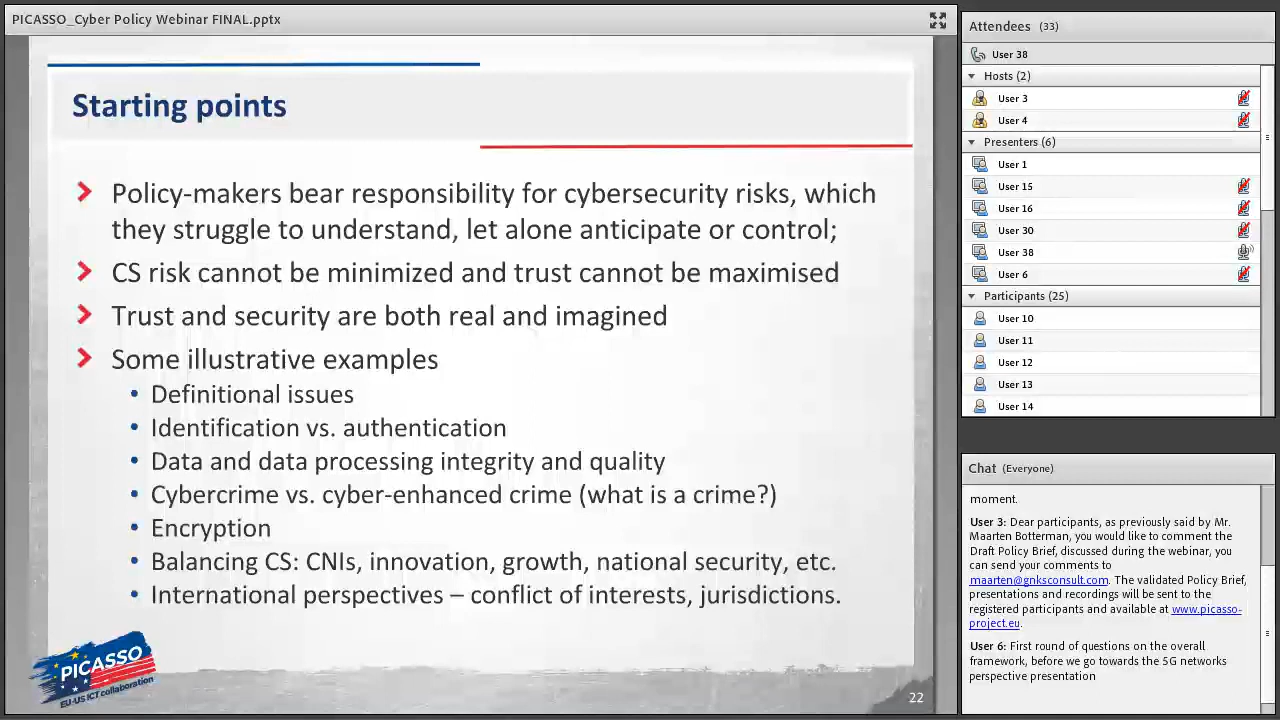 PICASSO_Cyber Policy Webinar FINAL.pptx
Starting points
Policy-makers bear responsibility for cybersecurity risks, which
they struggle to understand, let alone anticipate or control;
CS risk cannot be minimized and trust cannot be maximised
Trust and security are both real and imagined
Some illustrative examples
• Definitional issues
• Identification vs. authentication
• Data and data processing integrity and quality
• Cybercrime vs. cyber-enhanced crime (what is a crime?)
• Encryption
• Balancing CS: CNIs, innovation, growth, national security, etc.
• International perspectives – conflict of interests, jurisdictions.
PICASSO
EU-US ICT collaboration
22
Attendees (33)
User 38
Hosts (2)
User 3
User 4
Presenters (6)
User 1
User 15
User 16
User 30
User 38
User 6
Participants (25)
User 10
User 11
User 12
User 13
User 14
Chat (Everyone)
moment.
User 3: Dear participants, as previously said by Mr.
Maarten Botterman, you would like to comment the
Draft Policy Brief, discussed during the webinar, you
can send your comments to
maarten@gnksconsult.com. The validated Policy Brief,
presentations and recordings will be sent to the
registered participants and available at www.picasso-
project.eu.
User 6: First round of questions on the overall
framework, before we go towards the 5G networks
perspective presentation